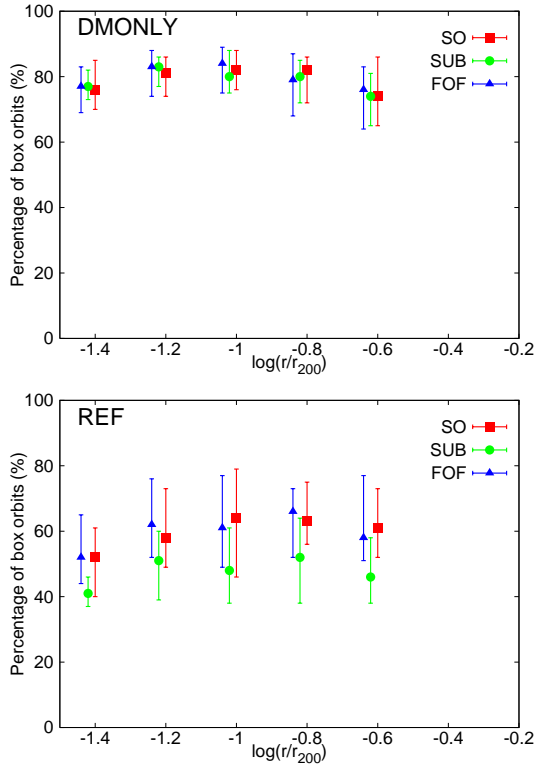 DMONLY
SO
SUB
FOF
Percentage of box orbits (%)
100
80
60
40
20
0
-1.4 -1.2 -1 -0.8 -0.6 -0.4 -0.2
log(r/r200)
REF
SO
SUB
FOF
Percentage of box orbits (%)
100
80
60
40
20
0
-1.4 -1.2 -1 -0.8 -0.6 -0.4 -0.2
log(r/r200)